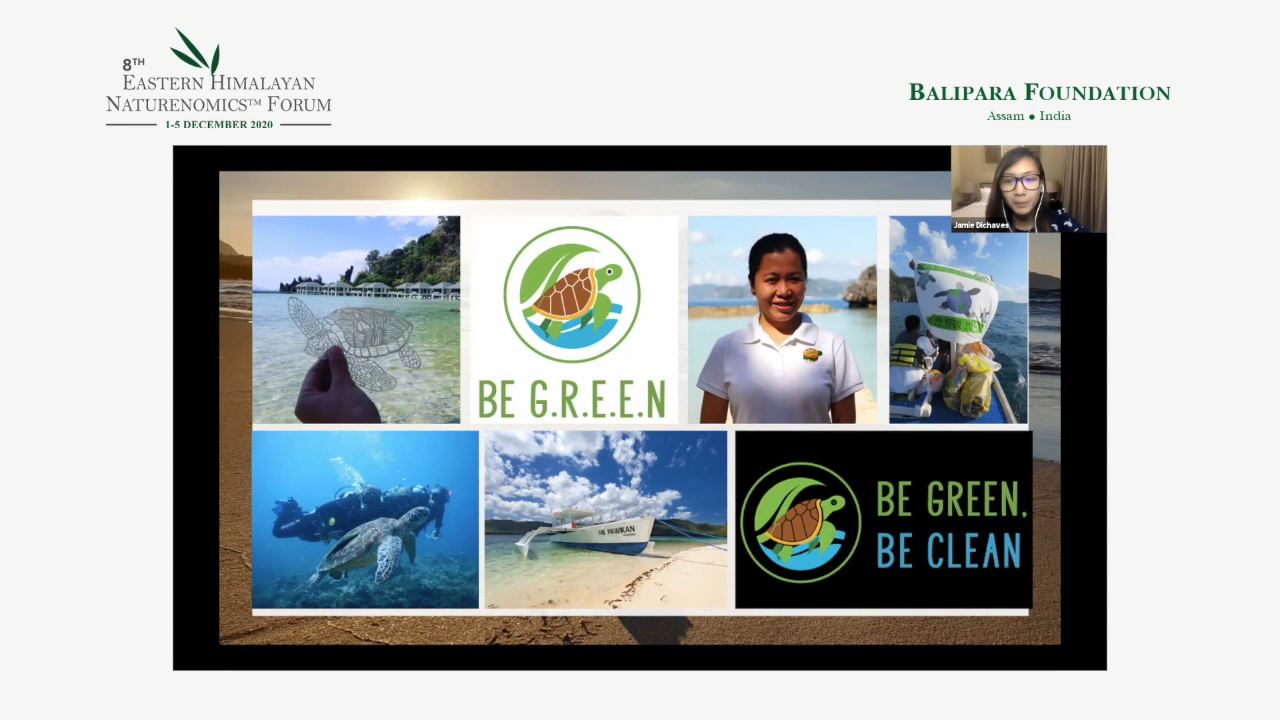 8TH
EASTERN HIMALAYAN
NATURENOMICS™ FORUM
1-5 DECEMBER 2020
BALIPARA FOUNDATION
Assam ● India
Jamie Dichaves
BE G.R.E.E.N
M/B PAWIKAN
BE GREEN,
BE CLEAN